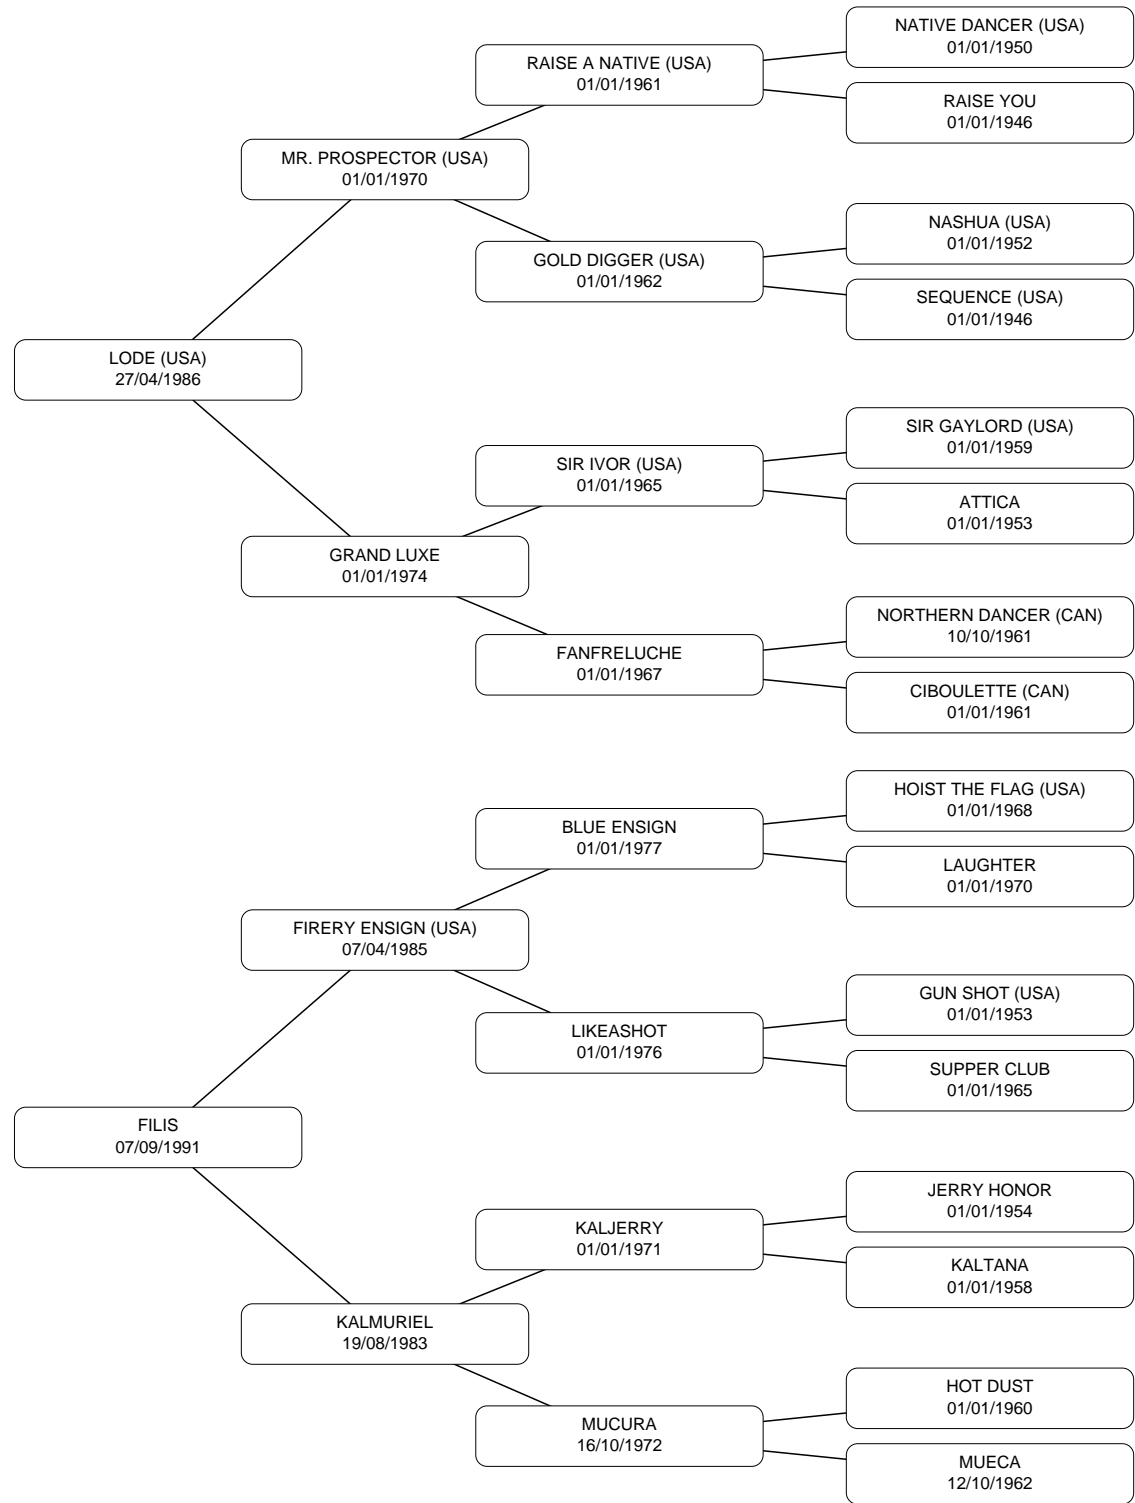 NATIVE DANCER (USA)
01/01/1950
RAISE A NATIVE (USA)
01/01/1961
RAISE YOU
01/01/1946
MR. PROSPECTOR (USA)
01/01/1970
NASHUA (USA)
01/01/1952
GOLD DIGGER (USA)
01/01/1962
SEQUENCE (USA)
01/01/1946
LODE (USA)
27/04/1986
SIR GAYLORD (USA)
01/01/1959
SIR IVOR (USA)
01/01/1965
ATTICA
01/01/1953
GRAND LUXE
01/01/1974
NORTHERN DANCER (CAN)
10/10/1961
FANFRELUCHE
01/01/1967
CIBOULETTE (CAN)
01/01/1961
HOIST THE FLAG (USA)
01/01/1968
BLUE ENSIGN
01/01/1977
LAUGHTER
01/01/1970
FIRERY ENSIGN (USA)
07/04/1985
GUN SHOT (USA)
01/01/1953
LIKEASHOT
01/01/1976
SUPPER CLUB
01/01/1965
FILIS
07/09/1991
JERRY HONOR
01/01/1954
KALJERRY
01/01/1971
KALTANA
01/01/1958
KALMURIEL
19/08/1983
HOT DUST
01/01/1960
MUCURA
16/10/1972
MUECA
12/10/1962